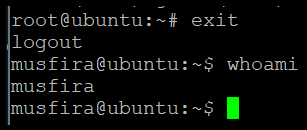 root@ubuntu:~# exit
logout
musfira@ubuntu:~$ whoami
musfira
musfira@ubuntu:~$